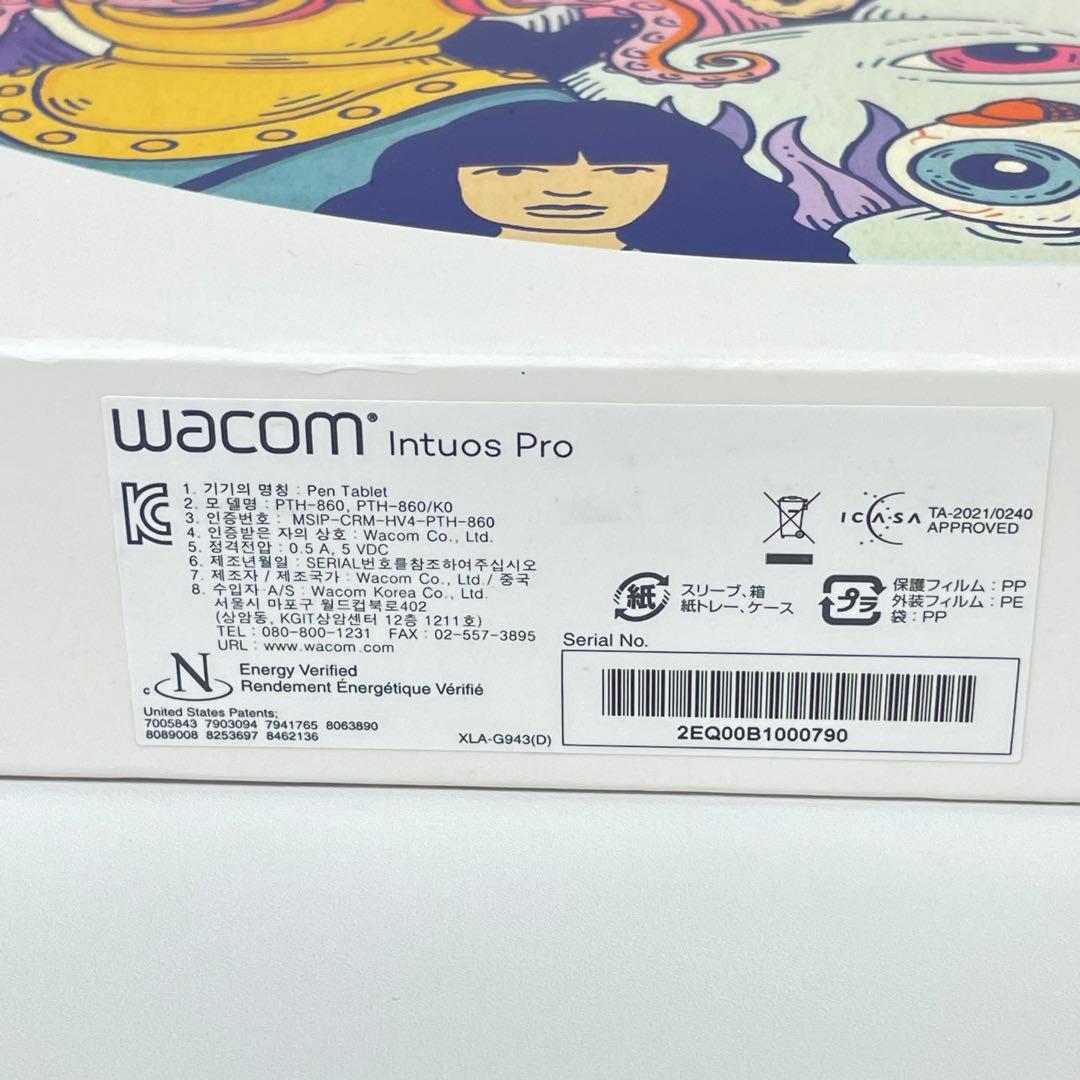 wacom® Intuos Pro
1. 기기의 명칭 : Pen Tablet
2. 모 델명 : PTH-860, PTH-860/K0
3. 인증번호 : MSIP-CRM-HV4-PTH-860
4. 인증받은 자의 상호 : Wacom Co., Ltd.
5. 정격전압 : 0.5 A, 5 VDC
6. 제조년월일 : SERIAL번호를참조하여주십시오
7. 제조자 / 제조국가 : Wacom Co., Ltd./ 중국
8. 수입자 A/S : Wacom Korea Co., Ltd.
서울시 마포구 월드컵북로402
(상암동, KGIT상암센터 12층 1211호)
TEL : 080-800-1231 FAX : 02-557-3895
URL : www.wacom.com
c N Energy Verified
Rendement Énergétique Vérifié
United States Patents;
7005843 7903094 7941765 8063890
8089008 8253697 8462136
XLA-G943(D)
ICASA TA-2021/0240
APPROVED
紙 スリーブ、箱
紙トレー、ケース
プラ 保護フィルム : PP
外装フィルム : PE
袋 : PP
Serial No.
2EQ00B1000790